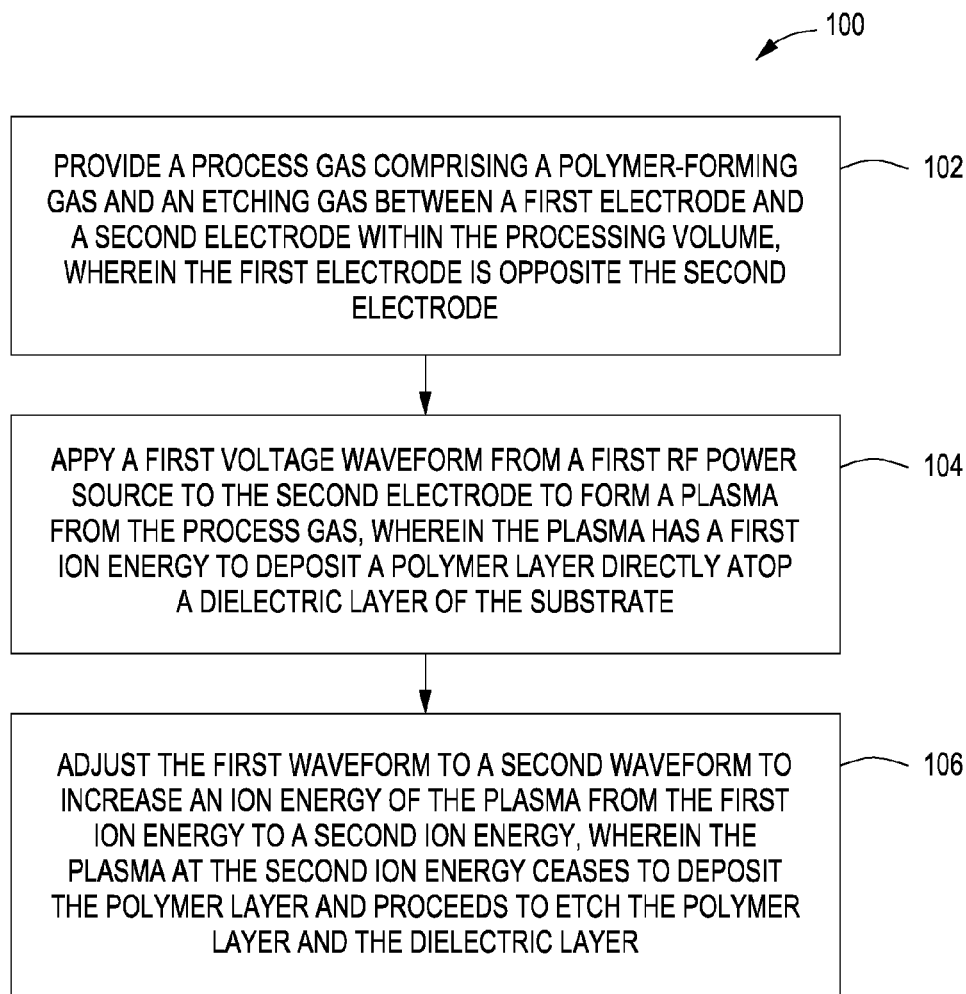 100
PROVIDE A PROCESS GAS COMPRISING A POLYMER-FORMING
GAS AND AN ETCHING GAS BETWEEN A FIRST ELECTRODE AND
A SECOND ELECTRODE WITHIN THE PROCESSING VOLUME,
WHEREIN THE FIRST ELECTRODE IS OPPOSITE THE SECOND
ELECTRODE
102
APPY A FIRST VOLTAGE WAVEFORM FROM A FIRST RF POWER
SOURCE TO THE SECOND ELECTRODE TO FORM A PLASMA
FROM THE PROCESS GAS, WHEREIN THE PLASMA HAS A FIRST
ION ENERGY TO DEPOSIT A POLYMER LAYER DIRECTLY ATOP
A DIELECTRIC LAYER OF THE SUBSTRATE
104
ADJUST THE FIRST WAVEFORM TO A SECOND WAVEFORM TO
INCREASE AN ION ENERGY OF THE PLASMA FROM THE FIRST
ION ENERGY TO A SECOND ION ENERGY, WHEREIN THE
PLASMA AT THE SECOND ION ENERGY CEASES TO DEPOSIT
THE POLYMER LAYER AND PROCEEDS TO ETCH THE POLYMER
LAYER AND THE DIELECTRIC LAYER
106